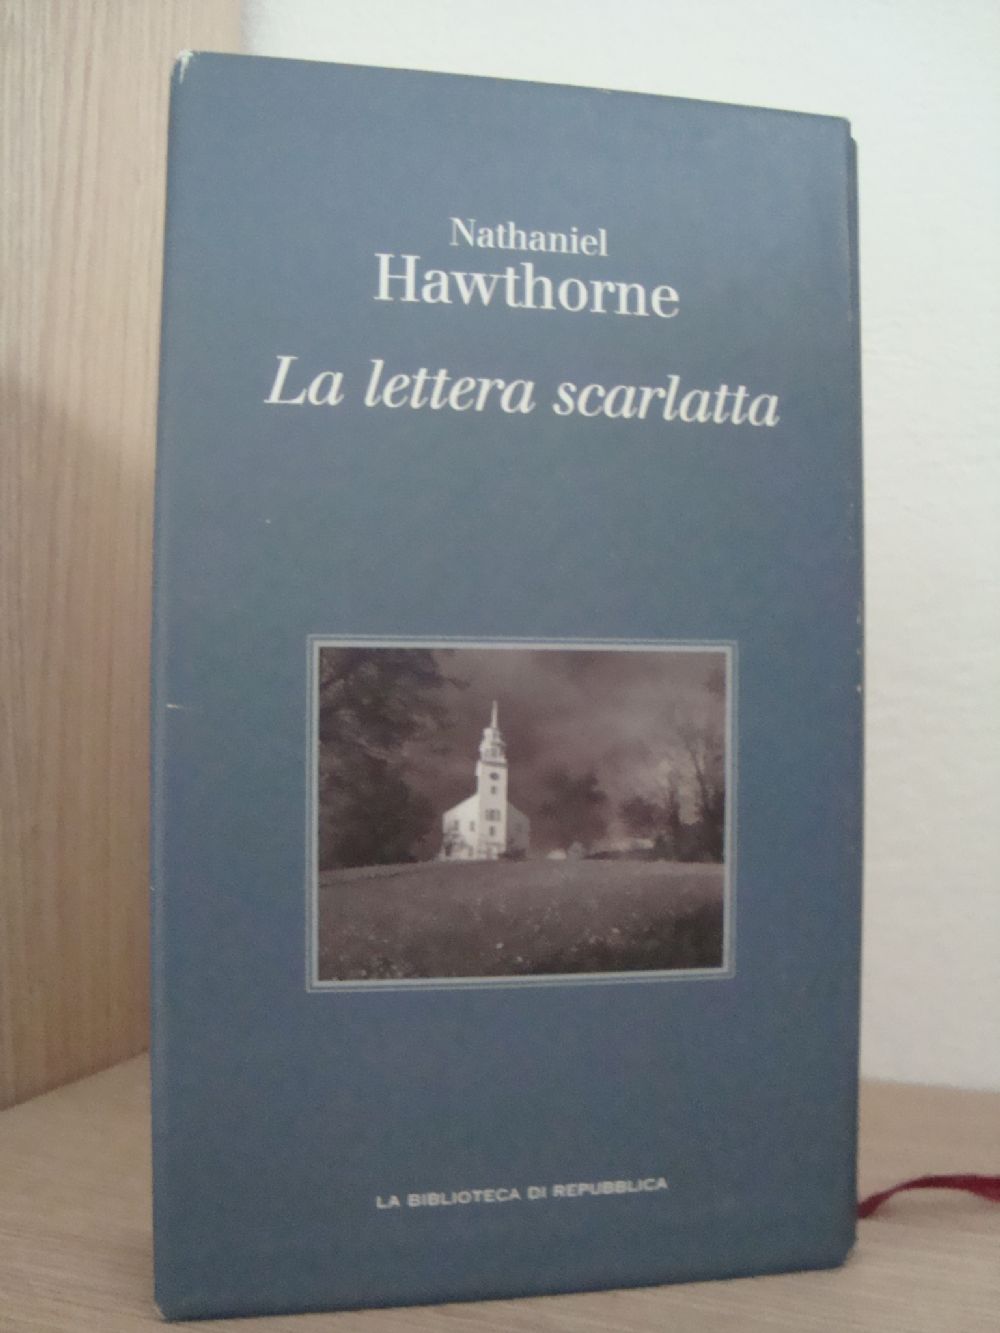 Nathaniel
Hawthorne
La lettera scarlatta
LA BIBLIOTECA DI REPUBBLICA